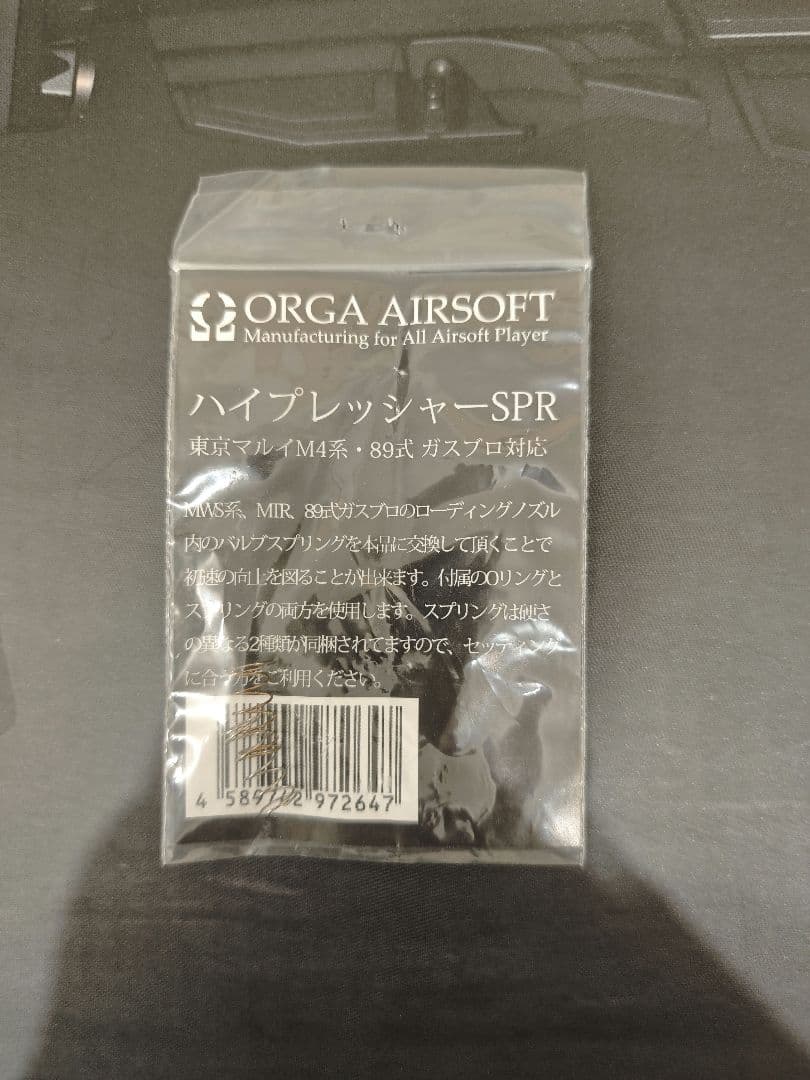 ORGA AIRSOFT
Manufacturing for All Airsoft Player
ハイプレッシャーSPR
東京マルイM4系・89式 ガスブロ対応
MWS系、MTR、89式ガスブロのローディングノズル
内のバルブスプリングを本品に交換して頂くことで
初速の向上を図ることが出来ます。付属のOリングと
スプリングの両方を使用します。スプリングは硬さ
の異なる2種類が同梱されてますので、セッティング
に合う方をご利用ください。
4 589712 972647